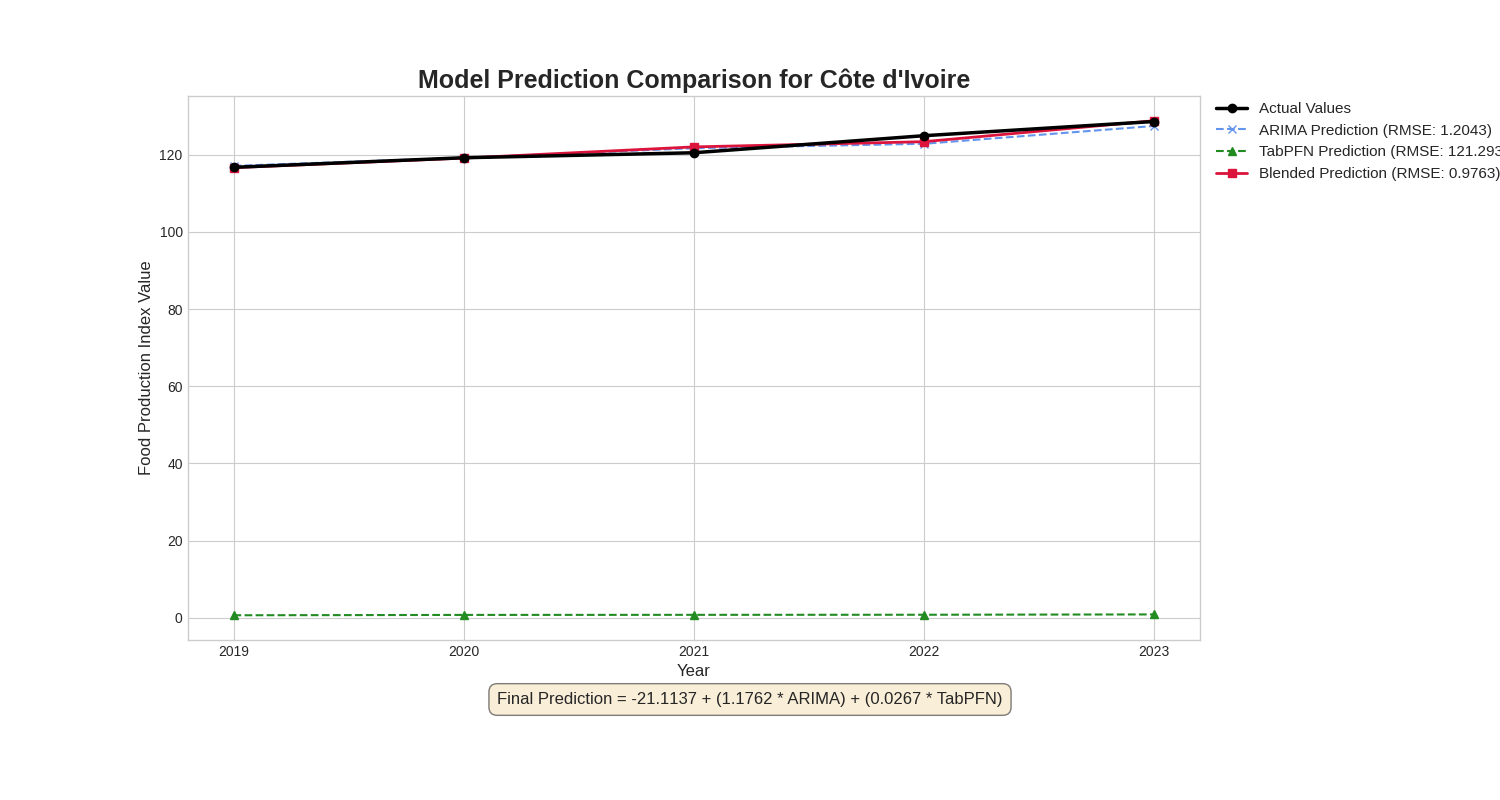 Model Prediction Comparison for Côte d'Ivoire
Actual Values
ARIMA Prediction (RMSE: 1.2043)
TabPFN Prediction (RMSE: 121.293
Blended Prediction (RMSE: 0.9763)
Food Production Index Value
120
100
80
60
40
20
0
2019
2020
2021
2022
2023
Year
Final Prediction = -21.1137 + (1.1762 * ARIMA) + (0.0267 * TabPFN)